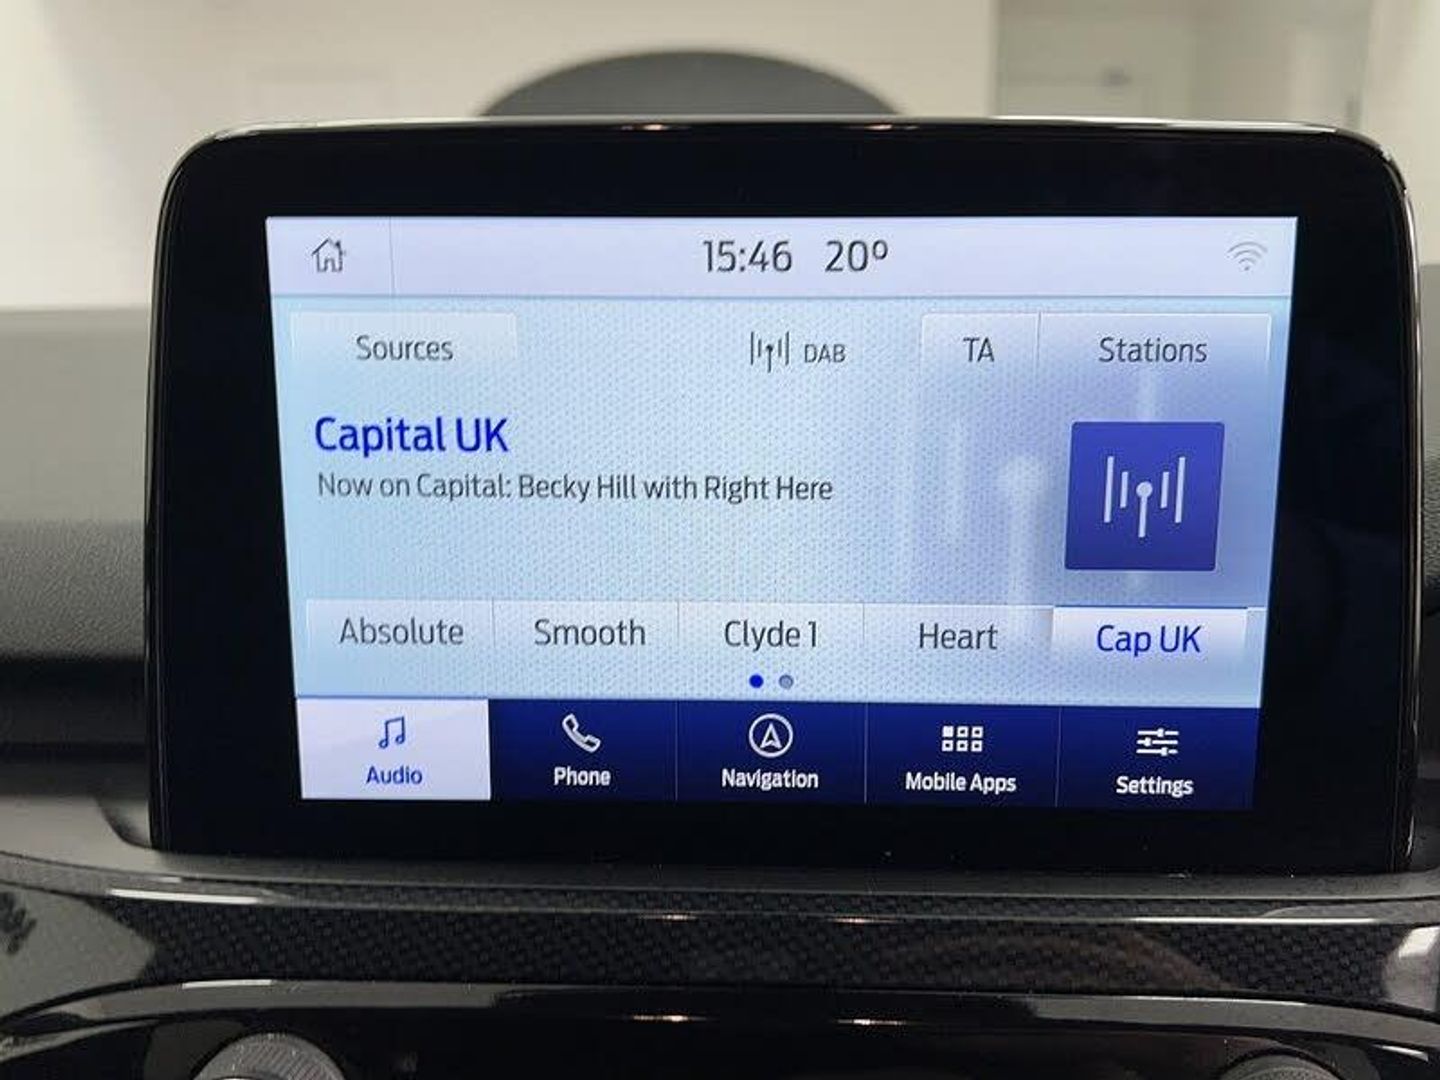 15:46 20º
Sources DAB TA Stations
Capital UK
Now on Capital: Becky Hill with Right Here
Absolute Smooth Clyde 1 Heart Cap UK
Audio Phone Navigation Mobile Apps Settings